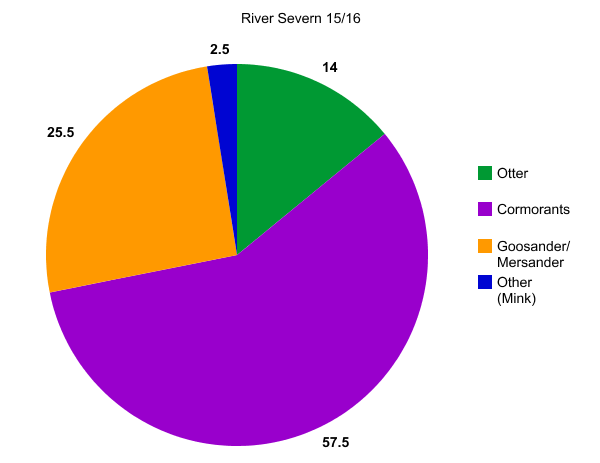 River Severn 15/16
2.5
14
25.5
Otter
Cormorants
Goosander/
Mersander
Other
(Mink)
57.5